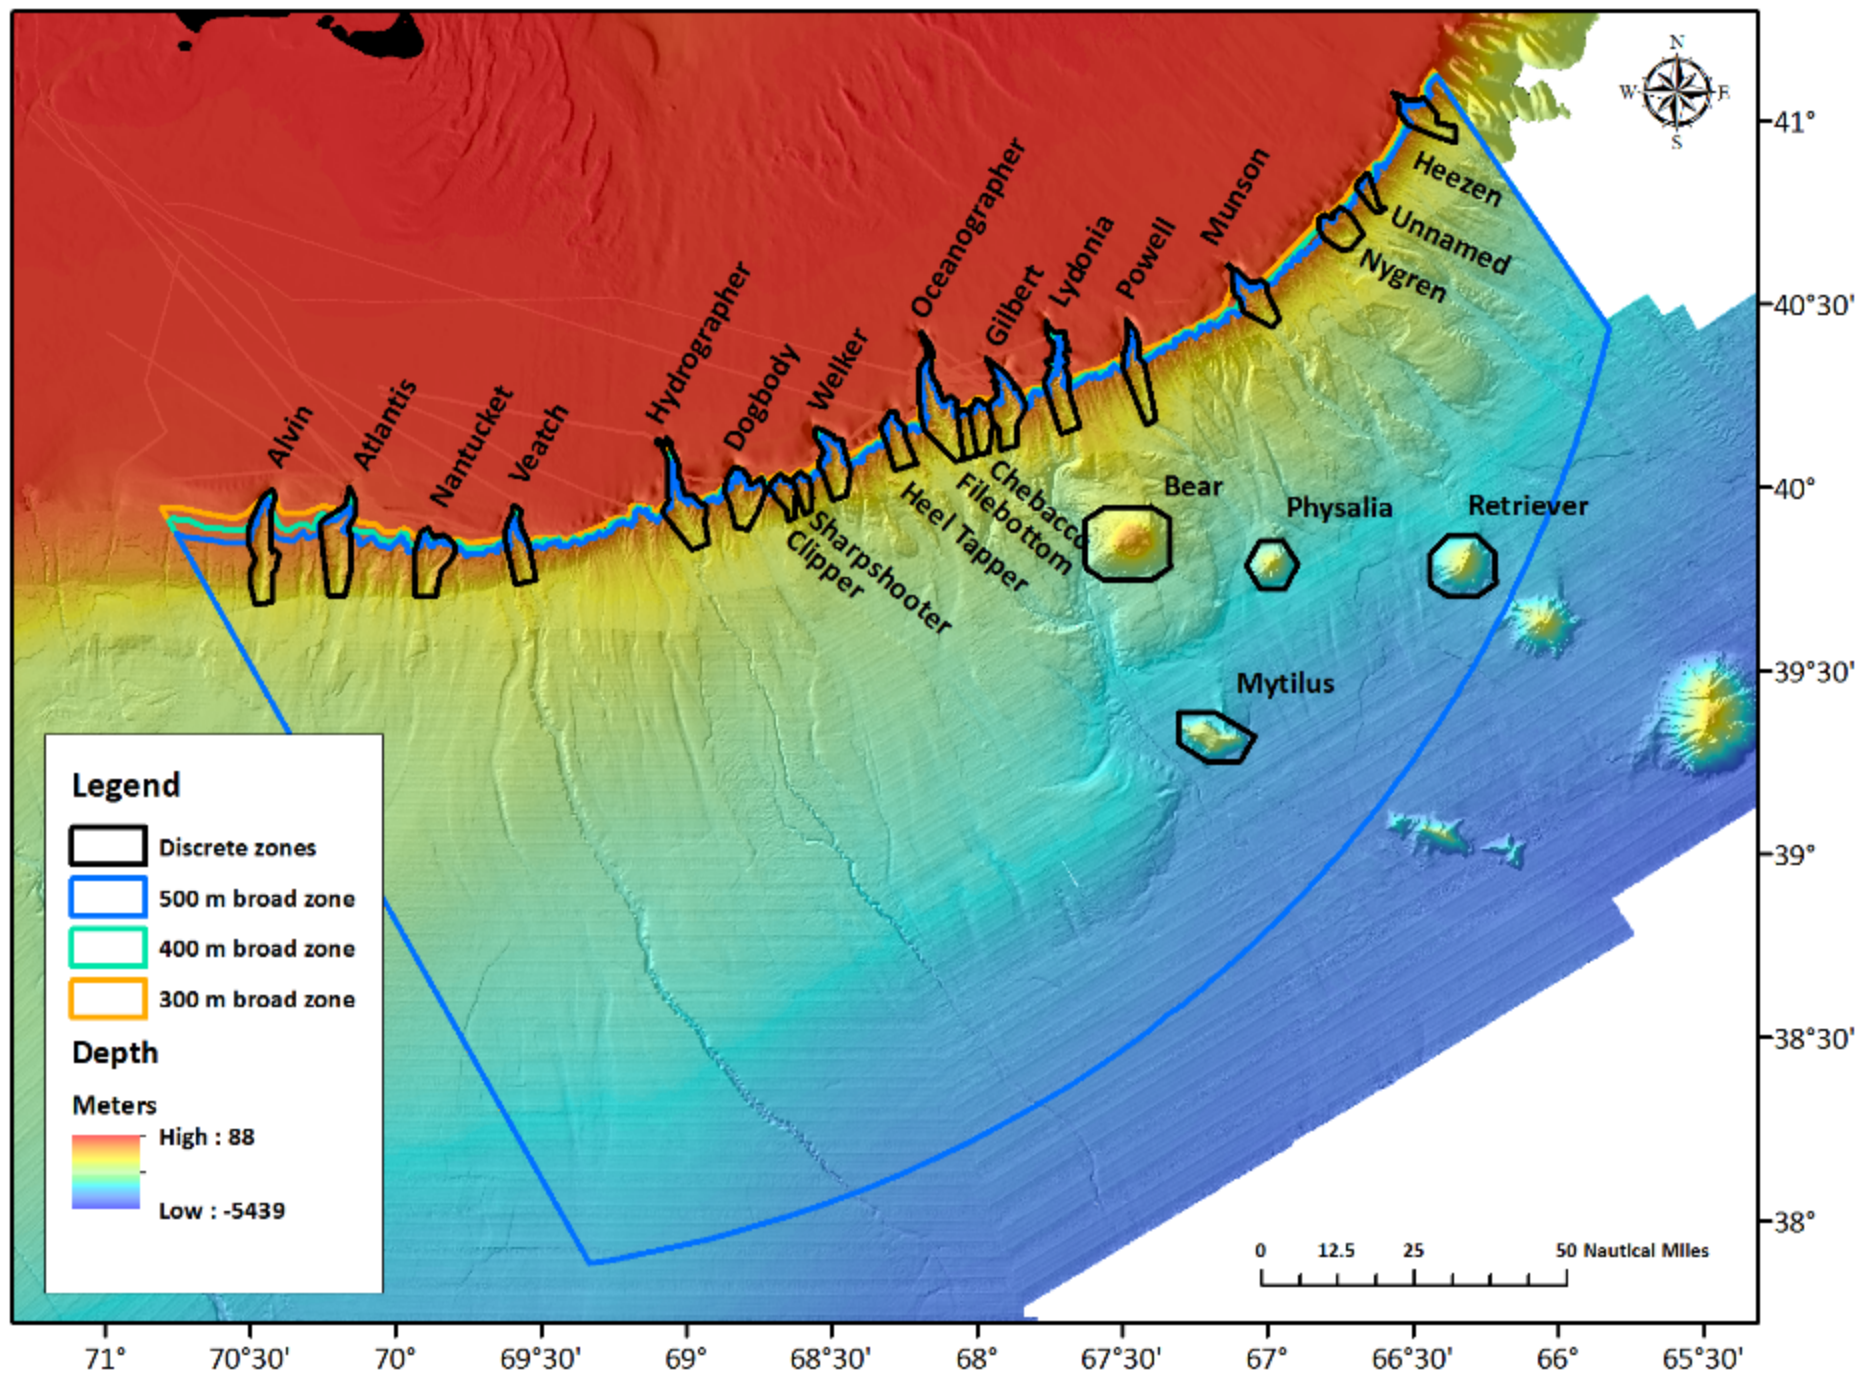 N
W E
S
Heezen
Unnamed
Nygren
Munson
Powell
Lydonia
Gilbert
Oceanographer
Welker
Dogbody
Hydrographer
Veatch
Nantucket
Atlantis
Alvin
Chebacco
Filebottom
Heel Tapper
Sharpshooter
Clipper
Bear
Physalia
Retriever
Mytilus
41°
40°30'
40°
39°30'
39°
38°30'
38°
Legend
Discrete zones
500 m broad zone
400 m broad zone
300 m broad zone
Depth
Meters
High : 88
Low : -5439
0 12.5 25 50 Nautical Miles
71° 70°30' 70° 69°30' 69° 68°30' 68° 67°30' 67° 66°30' 66° 65°30'